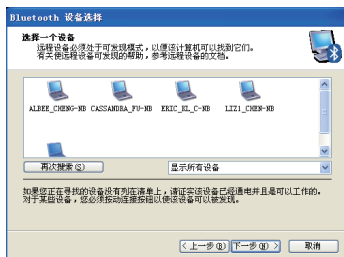 Bluetooth 设备选择
选择一个设备
远程设备必须处于可发现模式，以便该计算机可以找到它们。
有关使远程设备可发现的帮助，参考远程设备的文档。
ALBEE_CHENG-NB CASSANDRA_FU-NB ERIC_KL_C-NB LIZ1_CHEN-NB
再次搜索(S) 显示所有设备
如果您正在寻找的设备没有列在清单上，请证实该设备已经通电并且是可以工作的。
对于某些设备，您必须按动连接按钮以便该设备可以被发现。
<上一步(B) 下一步(N)> 取消